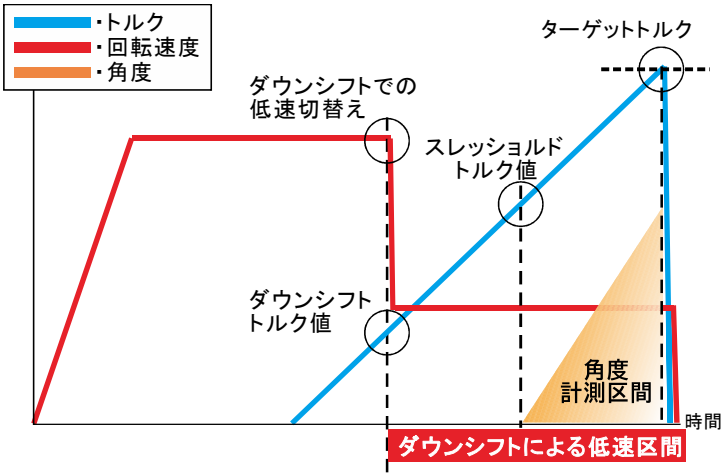 ・トルク
・回転速度
・角度
ターゲットトルク
ダウンシフトでの
低速切替え
スレッショルド
トルク値
ダウンシフト
トルク値
角度
計測区間
時間
ダウンシフトによる低速区間